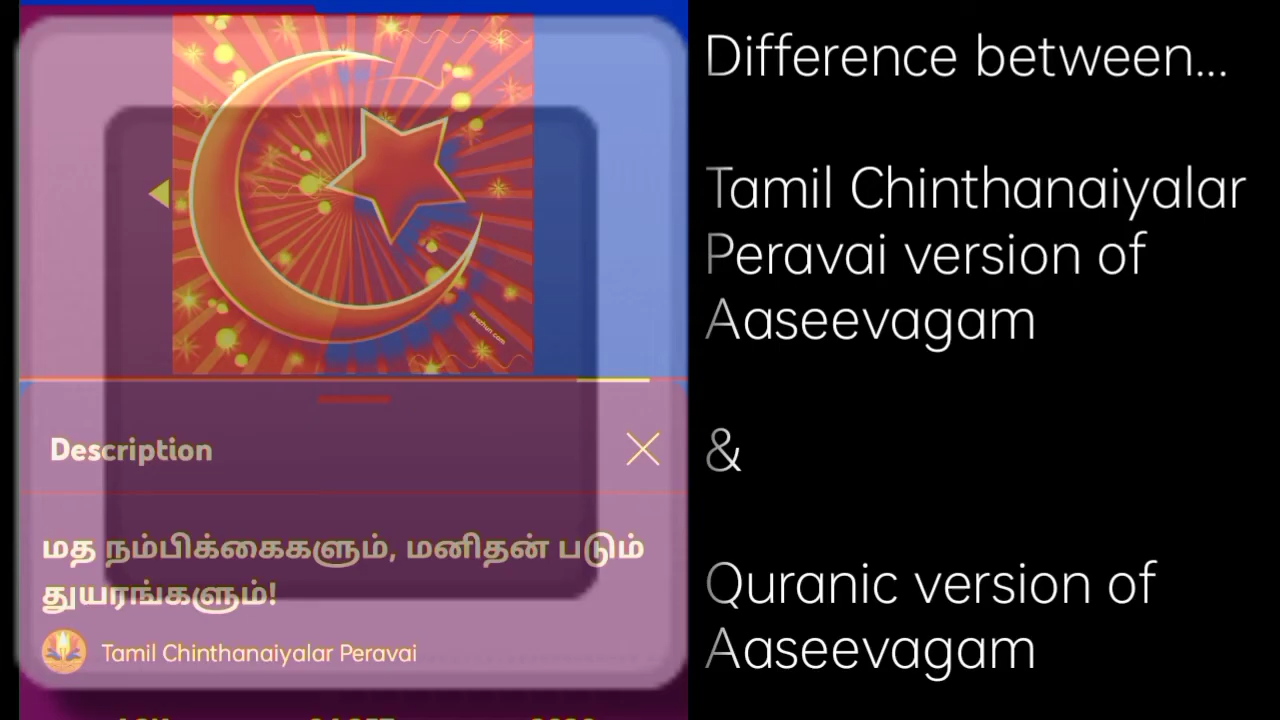 Description
மத நம்பிக்கைகளும், மனிதன் படும்
துயரங்களும்!
Tamil Chinthanaiyalar Peravai
Difference between...
Tamil Chinthanaiyalar
Peravai version of
Aaseevagam
&
Quranic version of
Aaseevagam